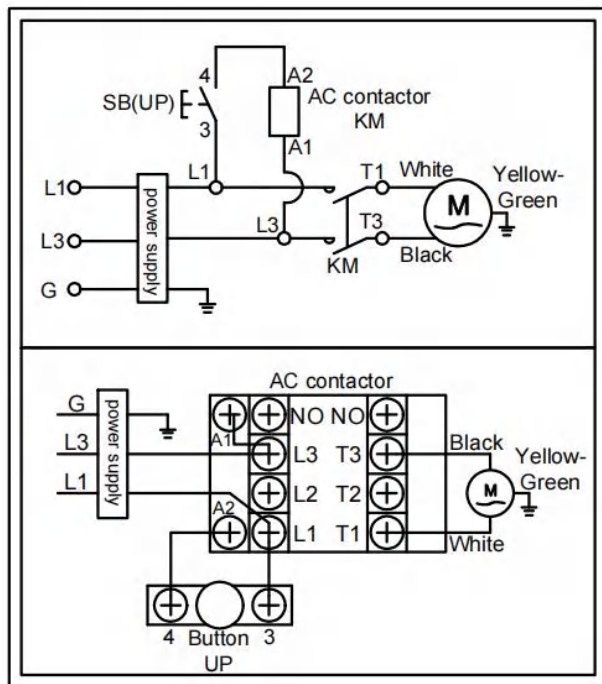 4
A2
SB(UP)
AC contactor
KM
3
A1
L1
T1
White
Yellow-
Green
L1
power supply
M
L3
L3
T3
Black
KM
G
AC contactor
G
NO NO
A1
power supply
L3
L3 T3
Black
Yellow-
Green
L1
L2 T2
M
A2
L1 T1
White
4
Button
3
UP